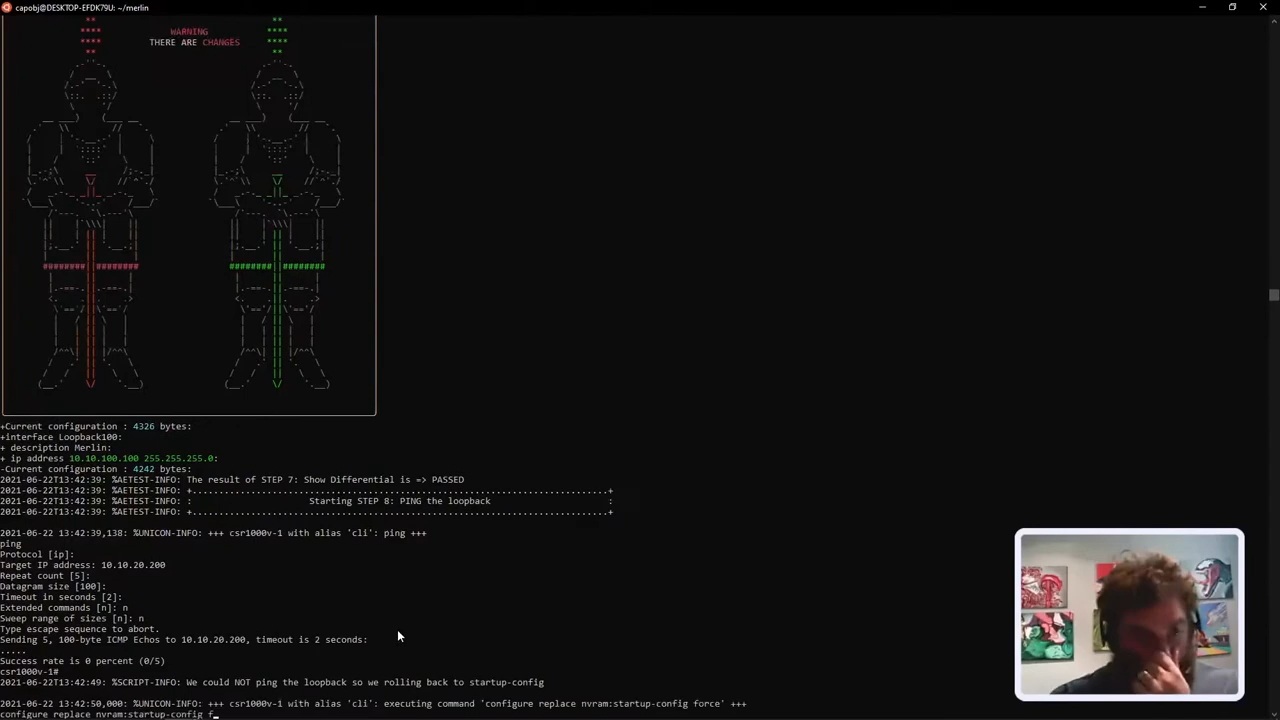 capobj@DESKTOP-EFDK79U: ~/merlin
WARNING
THERE ARE CHANGES
+Current configuration : 4326 bytes:
+interface Loopback100:
+ description Merlin:
+ ip address 10.10.100.100 255.255.255.0:
-Current configuration : 4242 bytes:
2021-06-22T13:42:39: %AETEST-INFO: The result of STEP 7: Show Differential is => PASSED
2021-06-22T13:42:39: %AETEST-INFO: +..........................................................................+
2021-06-22T13:42:39: %AETEST-INFO: : Starting STEP 8: PING the loopback :
2021-06-22T13:42:39: %AETEST-INFO: +..........................................................................+
2021-06-22 13:42:39,138: %UNICON-INFO: +++ csr1000v-1 with alias 'cli': ping +++
ping
Protocol [ip]:
Target IP address: 10.10.20.200
Repeat count [5]:
Datagram size [100]:
Timeout in seconds [2]:
Extended commands [n]: n
Sweep range of sizes [n]: n
Type escape sequence to abort.
Sending 5, 100-byte ICMP Echos to 10.10.20.200, timeout is 2 seconds:
.....
Success rate is 0 percent (0/5)
csr1000v-1#
2021-06-22T13:42:49: %SCRIPT-INFO: We could NOT ping the loopback so we rolling back to startup-config
2021-06-22 13:42:50,000: %UNICON-INFO: +++ csr1000v-1 with alias 'cli': executing command 'configure replace nvram:startup-config force' +++
configure replace nvram:startup-config f_